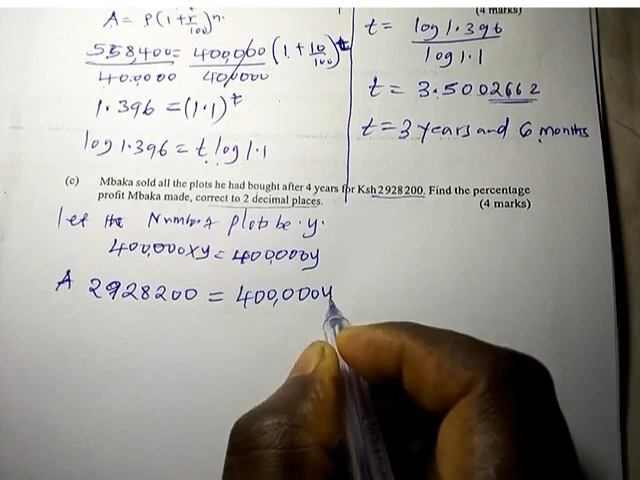 A = P(1 + r/100)^n.
558,400 = 400,000 (1 + 10/100)^t
400000 400,000
1.396 = (1.1)^t
log 1.396 = t log 1.1
(4 marks)
t = log 1.396
log 1.1
t = 3.5002662
t = 3 years and 6 months
(c) Mbaka sold all the plots he had bought after 4 years for Ksh 2 928 200. Find the percentage
profit Mbaka made, correct to 2 decimal places. (4 marks)
let the Number of plot be y.
400,000 x y = 400,000y
A 2928200 = 400,000y